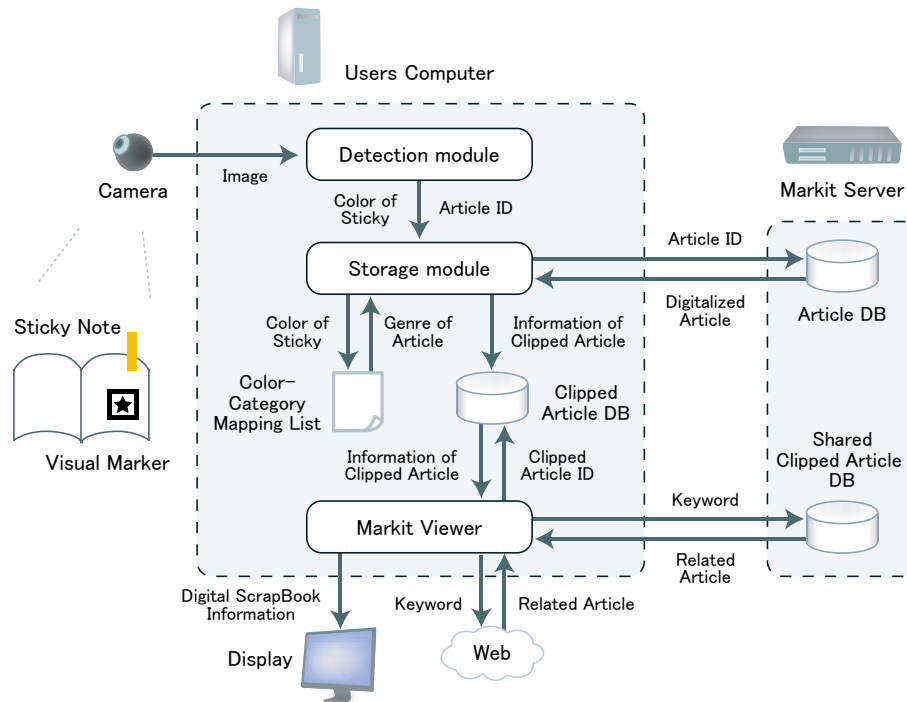 Users Computer
Detection module
Camera
Image
Markit Server
Color of
Sticky
Article ID
Article ID
Storage module
Digitalized
Article
Article DB
Sticky Note
Color of
Sticky
Genre of
Article
Information of
Clipped Article
Color-
Category
Mapping List
Clipped
Article DB
Visual Marker
Shared
Clipped Article
DB
Information of
Clipped Article
Clipped
Article ID
Keyword
Markit Viewer
Related
Article
Digital ScrapBook
Information
Keyword
Related Article
Display
Web